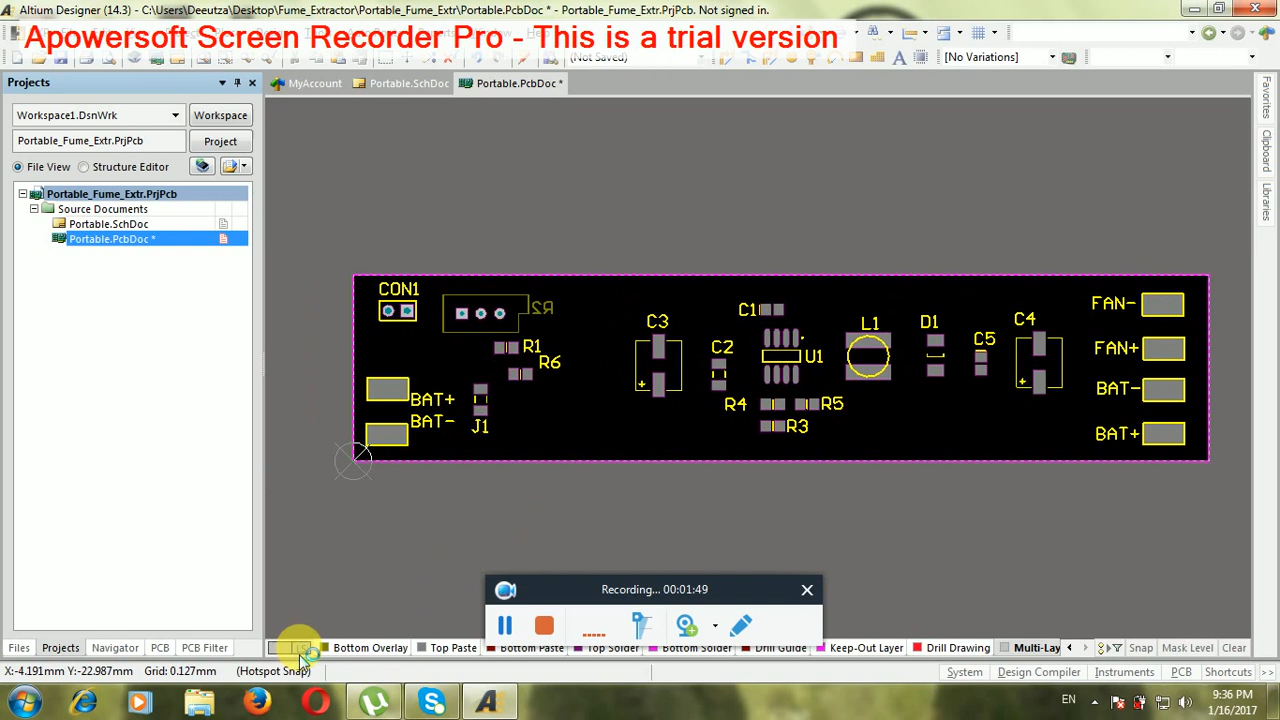 Altium Designer (14.3) - C:\Users\Deeutza\Desktop\Fume_Extractor\Portable_Fume_Extr\Portable.PcbDoc * - Portable_Fume_Extr.PrjPcb. Not signed in.
Apowersoft Screen Recorder Pro - This is a trial version
(Not Saved)
[No Variations]
Projects
MyAccount
Portable.SchDoc
Portable.PcbDoc *
Workspace1.DsnWrk
Workspace
Portable_Fume_Extr.PrjPcb
Project
File View
Structure Editor
Portable_Fume_Extr.PrjPcb
Source Documents
Portable.SchDoc
Portable.PcbDoc *
Favorites
Clipboard
Libraries
CON1
R2
R1
R6
BAT+
BAT-
J1
C3
C2
C1
U1
R4
R5
R3
L1
D1
C5
C4
FAN-
FAN+
BAT-
BAT+
Recording... 00:01:49
Files
Projects
Navigator
PCB
PCB Filter
LS
Bottom Overlay
Top Paste
Bottom Paste
Top Solder
Bottom Solder
Drill Guide
Keep-Out Layer
Drill Drawing
Multi-Lay
Snap
Mask Level
Clear
X:-4.191mm Y:-22.987mm
Grid: 0.127mm
(Hotspot Snap)
System
Design Compiler
Instruments
PCB
Shortcuts
>>
EN
9:36 PM
1/16/2017